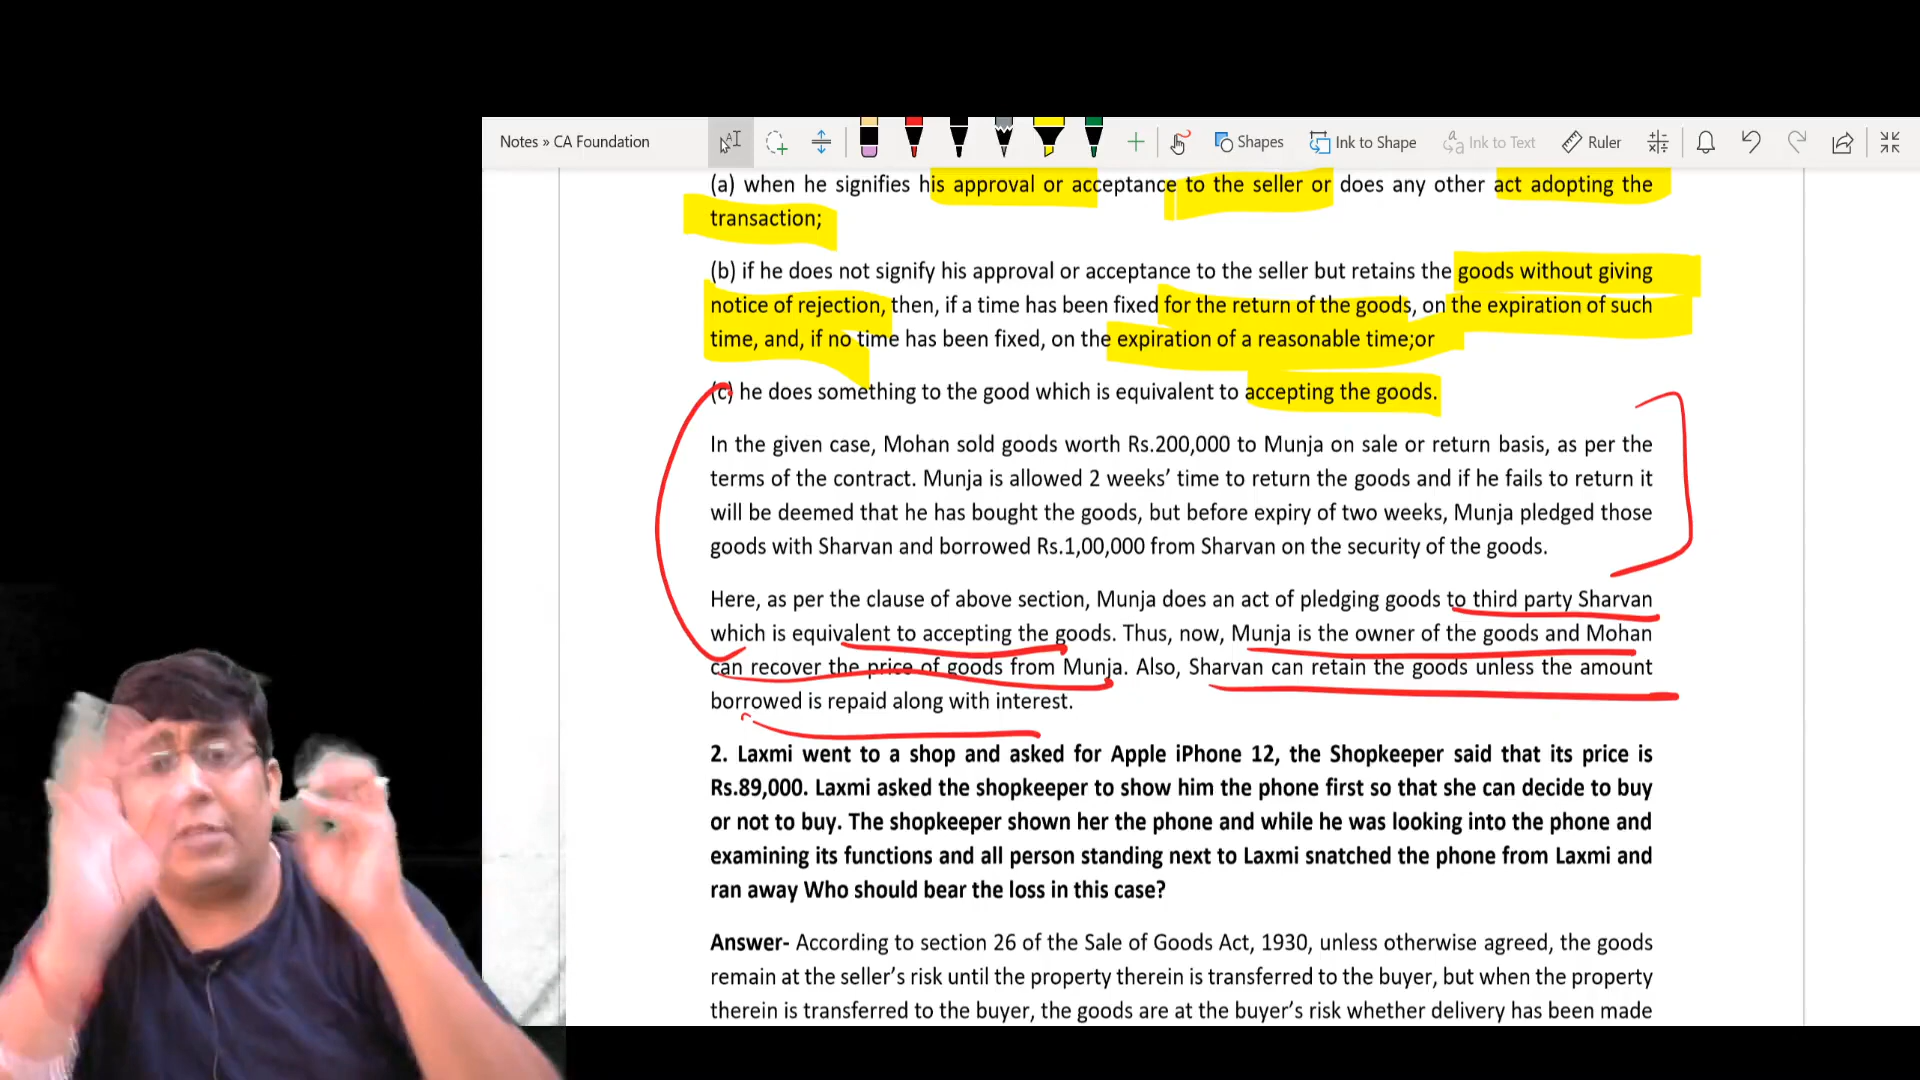 Notes » CA Foundation
Shapes
Ink to Shape
Ink to Text
Ruler
(a) when he signifies his approval or acceptance to the seller or does any other act adopting the
transaction;
(b) if he does not signify his approval or acceptance to the seller but retains the goods without giving
notice of rejection, then, if a time has been fixed for the return of the goods, on the expiration of such
time, and, if no time has been fixed, on the expiration of a reasonable time;or
(c) he does something to the good which is equivalent to accepting the goods.
In the given case, Mohan sold goods worth Rs.200,000 to Munja on sale or return basis, as per the
terms of the contract. Munja is allowed 2 weeks’ time to return the goods and if he fails to return it
will be deemed that he has bought the goods, but before expiry of two weeks, Munja pledged those
goods with Sharvan and borrowed Rs.1,00,000 from Sharvan on the security of the goods.
Here, as per the clause of above section, Munja does an act of pledging goods to third party Sharvan
which is equivalent to accepting the goods. Thus, now, Munja is the owner of the goods and Mohan
can recover the price of goods from Munja. Also, Sharvan can retain the goods unless the amount
borrowed is repaid along with interest.
2. Laxmi went to a shop and asked for Apple iPhone 12, the Shopkeeper said that its price is
Rs.89,000. Laxmi asked the shopkeeper to show him the phone first so that she can decide to buy
or not to buy. The shopkeeper shown her the phone and while he was looking into the phone and
examining its functions and all person standing next to Laxmi snatched the phone from Laxmi and
ran away Who should bear the loss in this case?
Answer- According to section 26 of the Sale of Goods Act, 1930, unless otherwise agreed, the goods
remain at the seller’s risk until the property therein is transferred to the buyer, but when the property
therein is transferred to the buyer, the goods are at the buyer’s risk whether delivery has been made